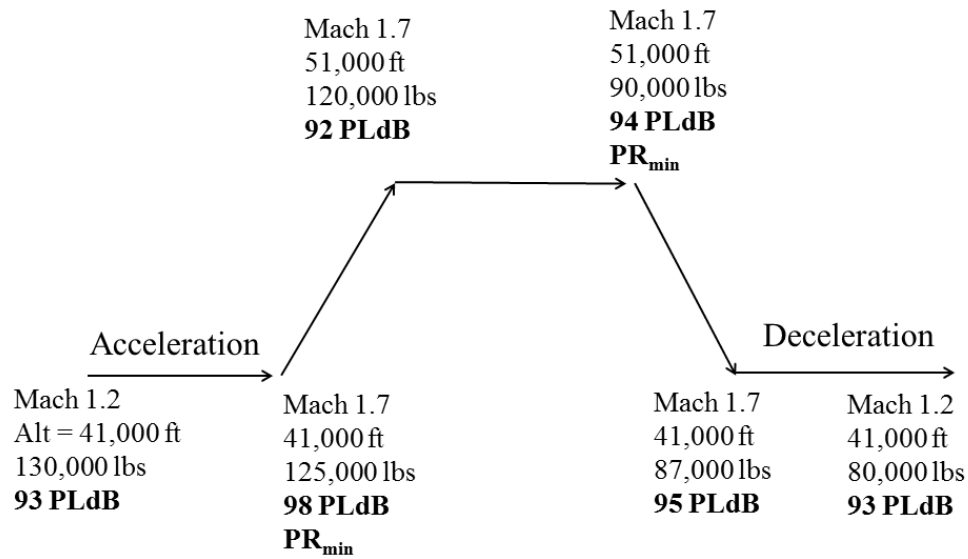 Mach 1.7
51,000 ft
120,000 lbs
92 PLdB
Mach 1.7
51,000 ft
90,000 lbs
94 PLdB
PRmin
Acceleration
Deceleration
Mach 1.2
Alt = 41,000 ft
130,000 lbs
93 PLdB
Mach 1.7
41,000 ft
125,000 lbs
98 PLdB
PRmin
Mach 1.7
41,000 ft
87,000 lbs
95 PLdB
Mach 1.2
41,000 ft
80,000 lbs
93 PLdB